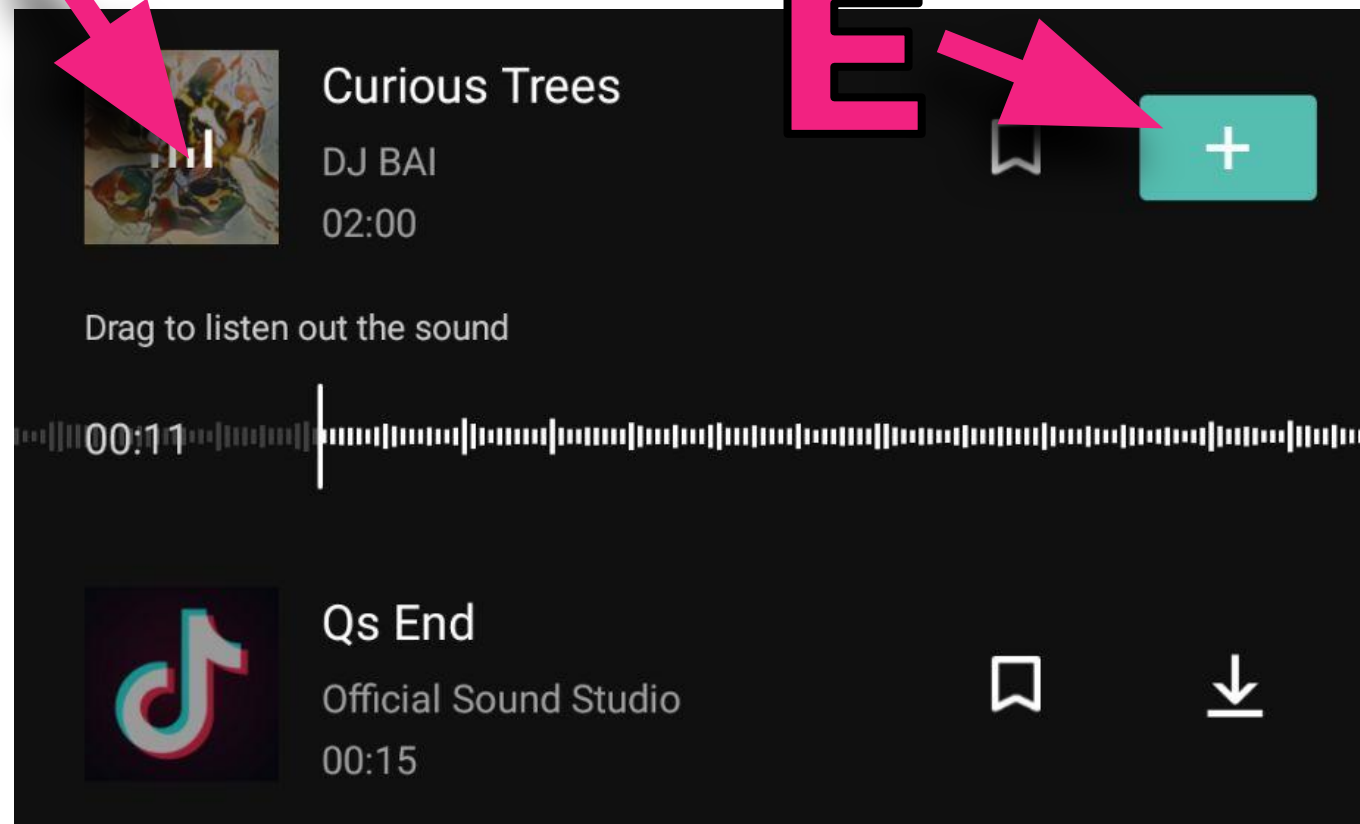 E
Curious Trees
DJ BAI
02:00
Drag to listen out the sound
00:11
Qs End
Official Sound Studio
00:15